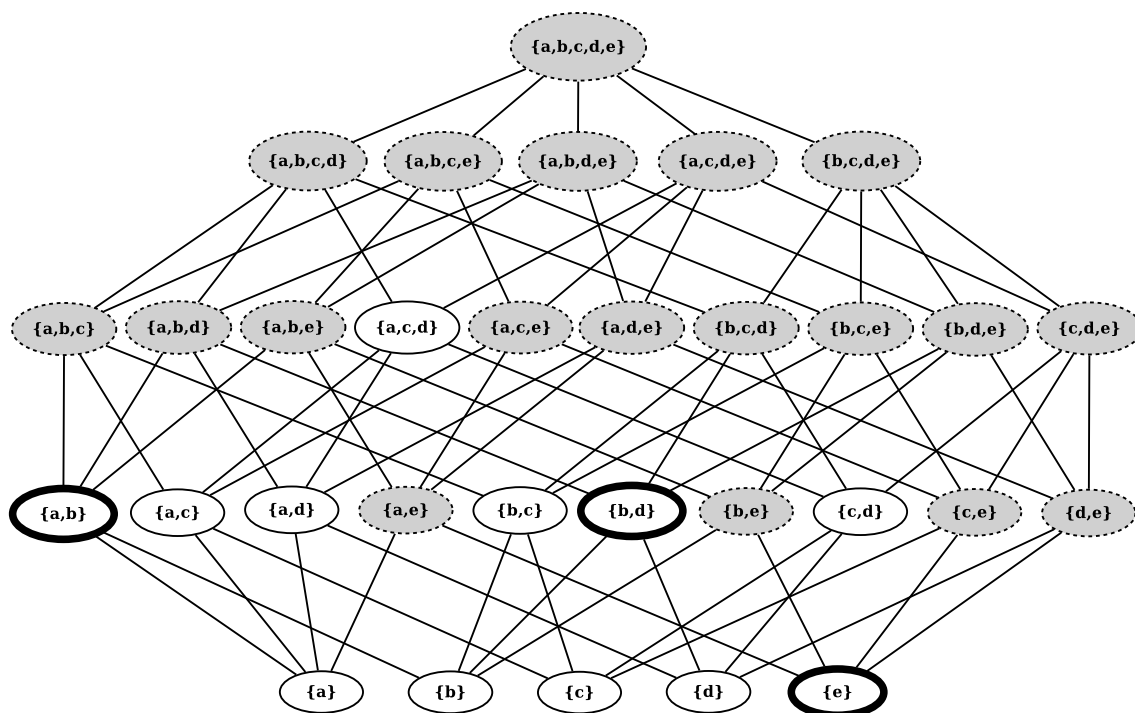 {a,b,c,d,e}
{a,b,c,d} {a,b,c,e} {a,b,d,e} {a,c,d,e} {b,c,d,e}
{a,b,c} {a,b,d} {a,b,e} {a,c,d} {a,c,e} {a,d,e} {b,c,d} {b,c,e} {b,d,e} {c,d,e}
{a,b} {a,c} {a,d} {a,e} {b,c} {b,d} {b,e} {c,d} {c,e} {d,e}
{a} {b} {c} {d} {e}